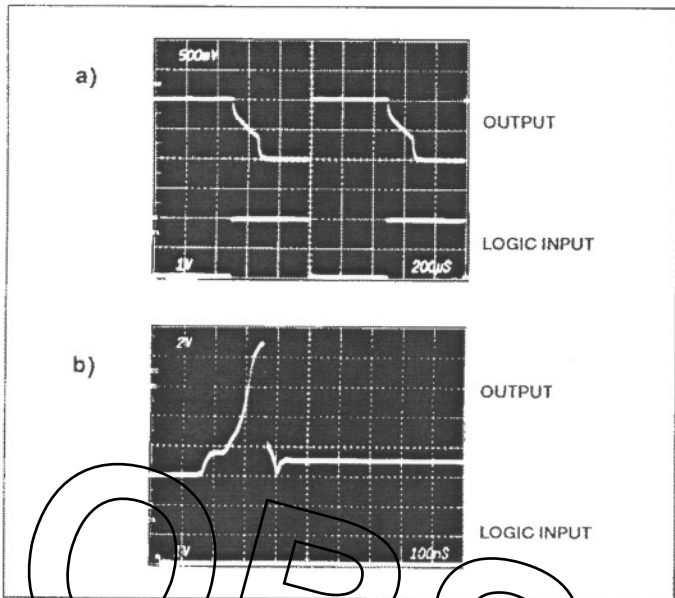 a)
500mV
OUTPUT
LOGIC INPUT
1V
200µS
b)
2V
OUTPUT
LOGIC INPUT
100nS